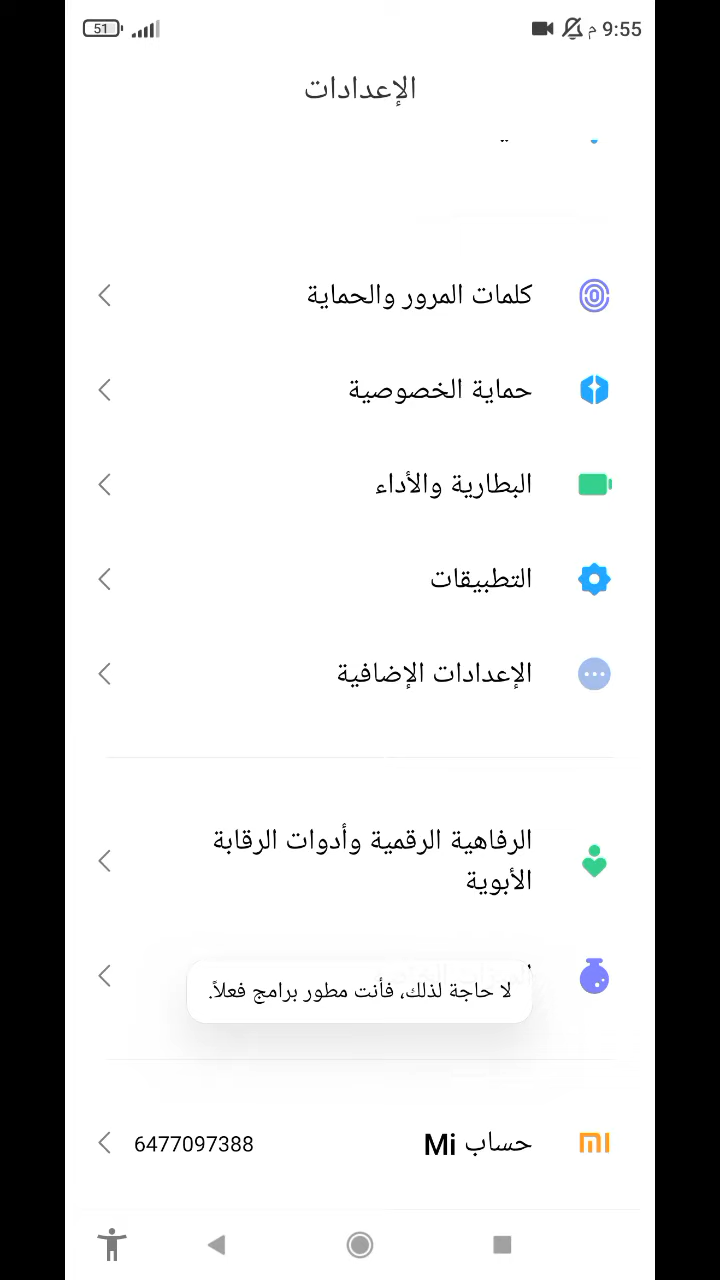 9:55 م 51
الإعدادات
كلمات المرور والحماية
حماية الخصوصية
البطارية والأداء
التطبيقات
الإعدادات الإضافية
الرفاهية الرقمية وأدوات الرقابة
الأبوية
لا حاجة لذلك، فأنت مطور برامج فعلاً.
حساب Mi 6477097388